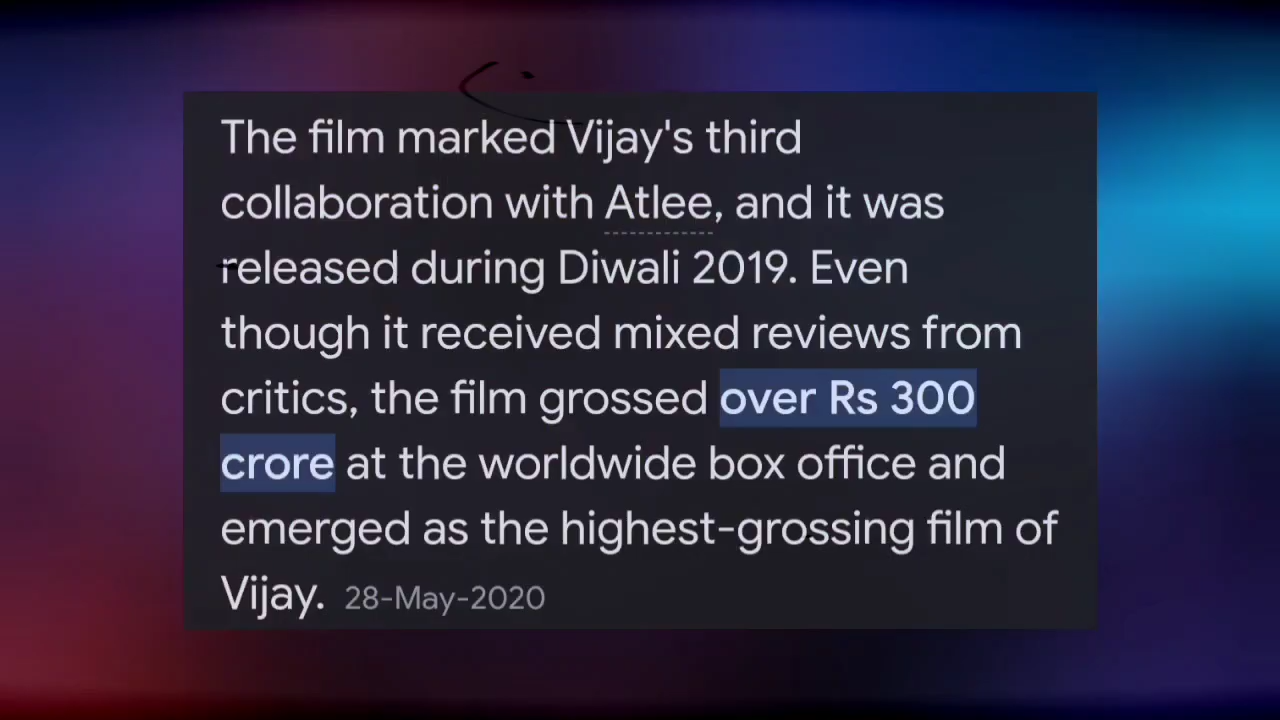 The film marked Vijay's third
collaboration with Atlee, and it was
released during Diwali 2019. Even
though it received mixed reviews from
critics, the film grossed over Rs 300
crore at the worldwide box office and
emerged as the highest-grossing film of
Vijay. 28-May-2020